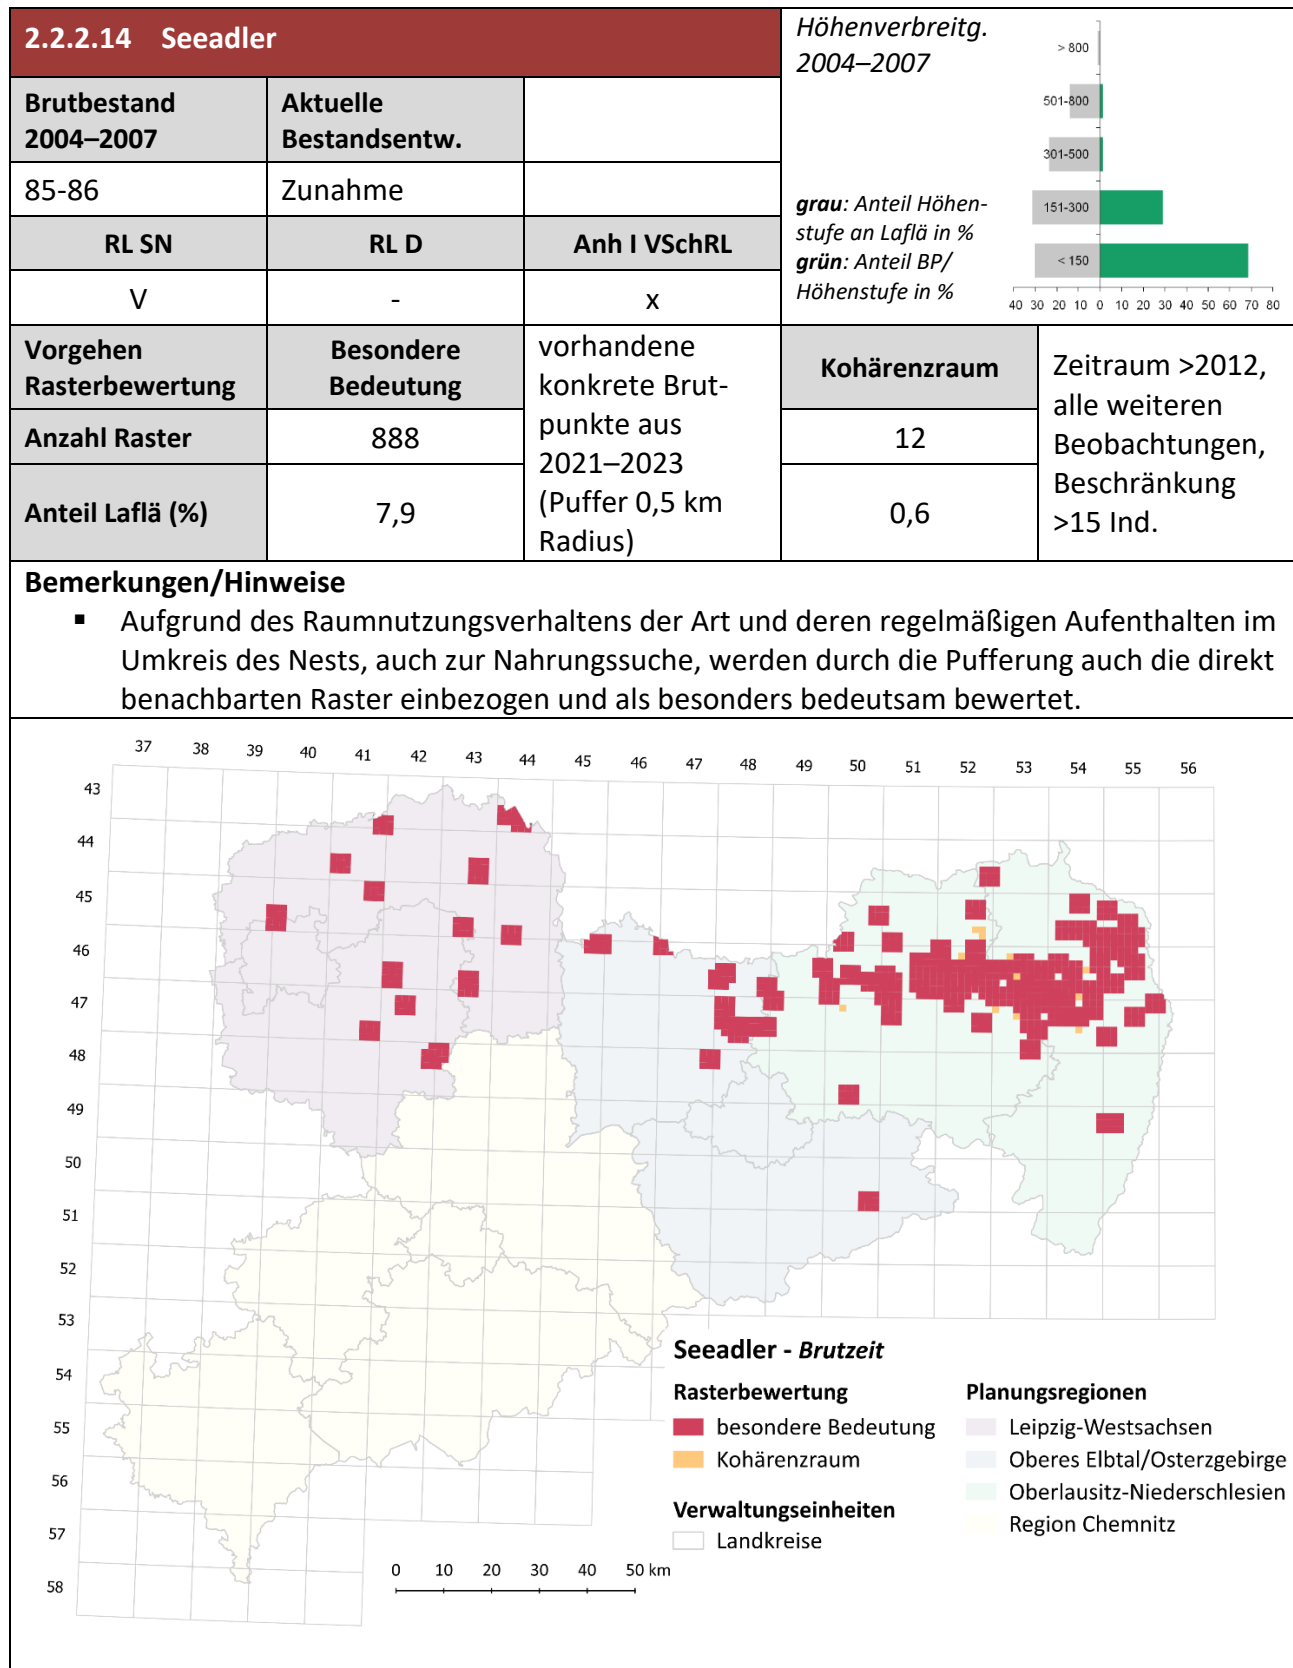 2.2.2.14 Seeadler
Höhenverbreitg.
2004–2007
> 800
501-800
301-500
151-300
< 150
40 30 20 10 0 10 20 30 40 50 60 70 80
grau: Anteil Höhen-
stufe an Laflä in %
grün: Anteil BP/
Höhenstufe in %
Brutbestand
2004–2007
Aktuelle
Bestandsentw.
85-86
Zunahme
RL SN
RL D
Anh I VSchRL
V
-
x
Vorgehen
Rasterbewertung
Besondere
Bedeutung
vorhandene
konkrete Brut-
punkte aus
2021–2023
(Puffer 0,5 km
Radius)
Kohärenzraum
Zeitraum >2012,
alle weiteren
Beobachtungen,
Beschränkung
>15 Ind.
Anzahl Raster
888
12
Anteil Laflä (%)
7,9
0,6
Bemerkungen/Hinweise
▪ Aufgrund des Raumnutzungsverhaltens der Art und deren regelmäßigen Aufenthalten im
Umkreis des Nests, auch zur Nahrungssuche, werden durch die Pufferung auch die direkt
benachbarten Raster einbezogen und als besonders bedeutsam bewertet.
37 38 39 40 41 42 43 44 45 46 47 48 49 50 51 52 53 54 55 56
43
44
45
46
47
48
49
50
51
52
53
54
55
56
57
58
Seeadler - Brutzeit
Rasterbewertung
besondere Bedeutung
Kohärenzraum
Verwaltungseinheiten
Landkreise
Planungsregionen
Leipzig-Westsachsen
Oberes Elbtal/Osterzgebirge
Oberlausitz-Niederschlesien
Region Chemnitz
0 10 20 30 40 50 km